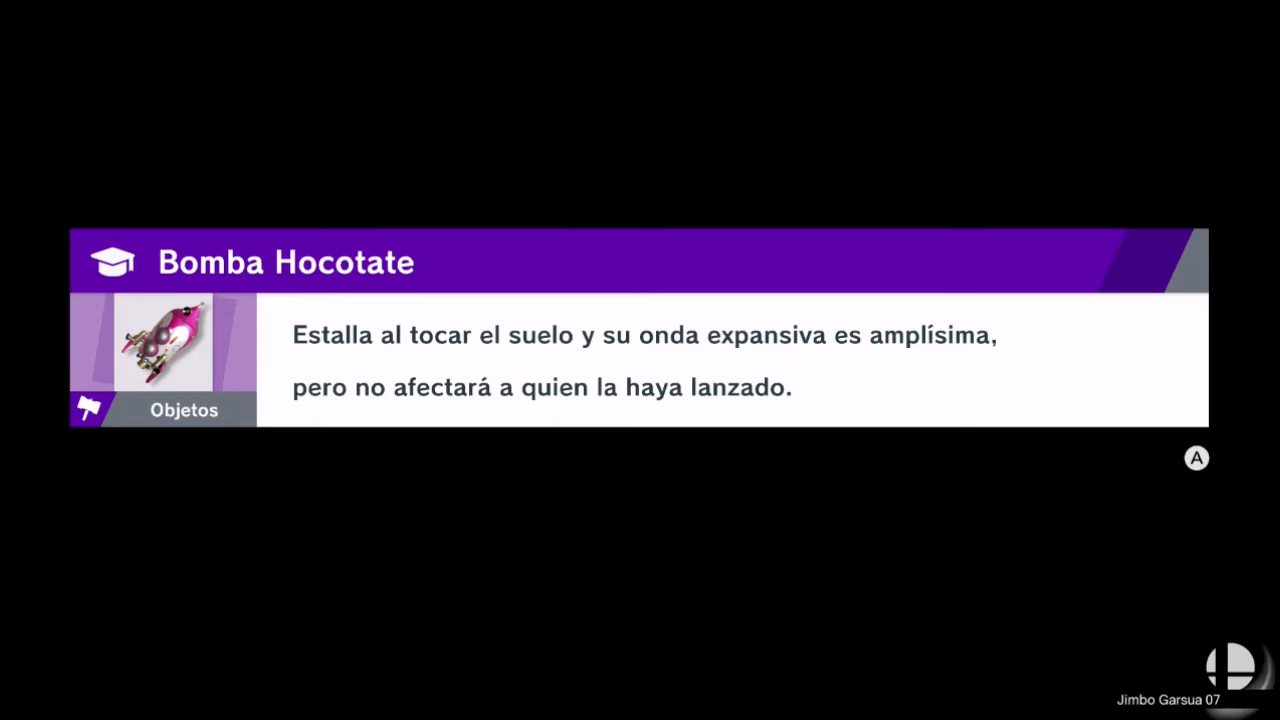 Bomba Hocotate
Estalla al tocar el suelo y su onda expansiva es amplísima,
pero no afectará a quien la haya lanzado.
Objetos
A
Jimbo Garsua 07